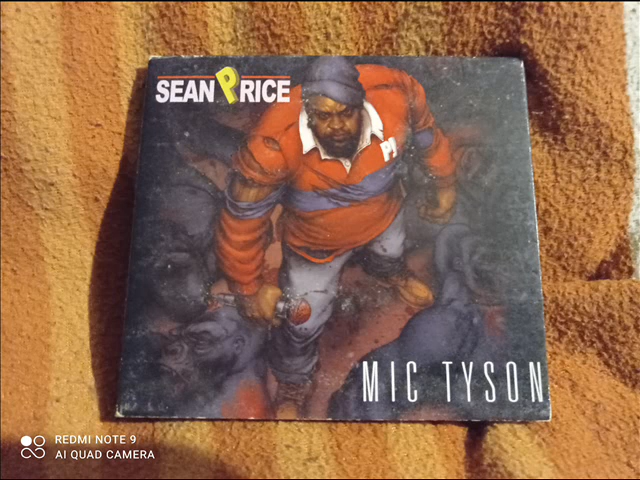 SEAN PRICE
P!
MIC TYSON
REDMI NOTE 9
AI QUAD CAMERA